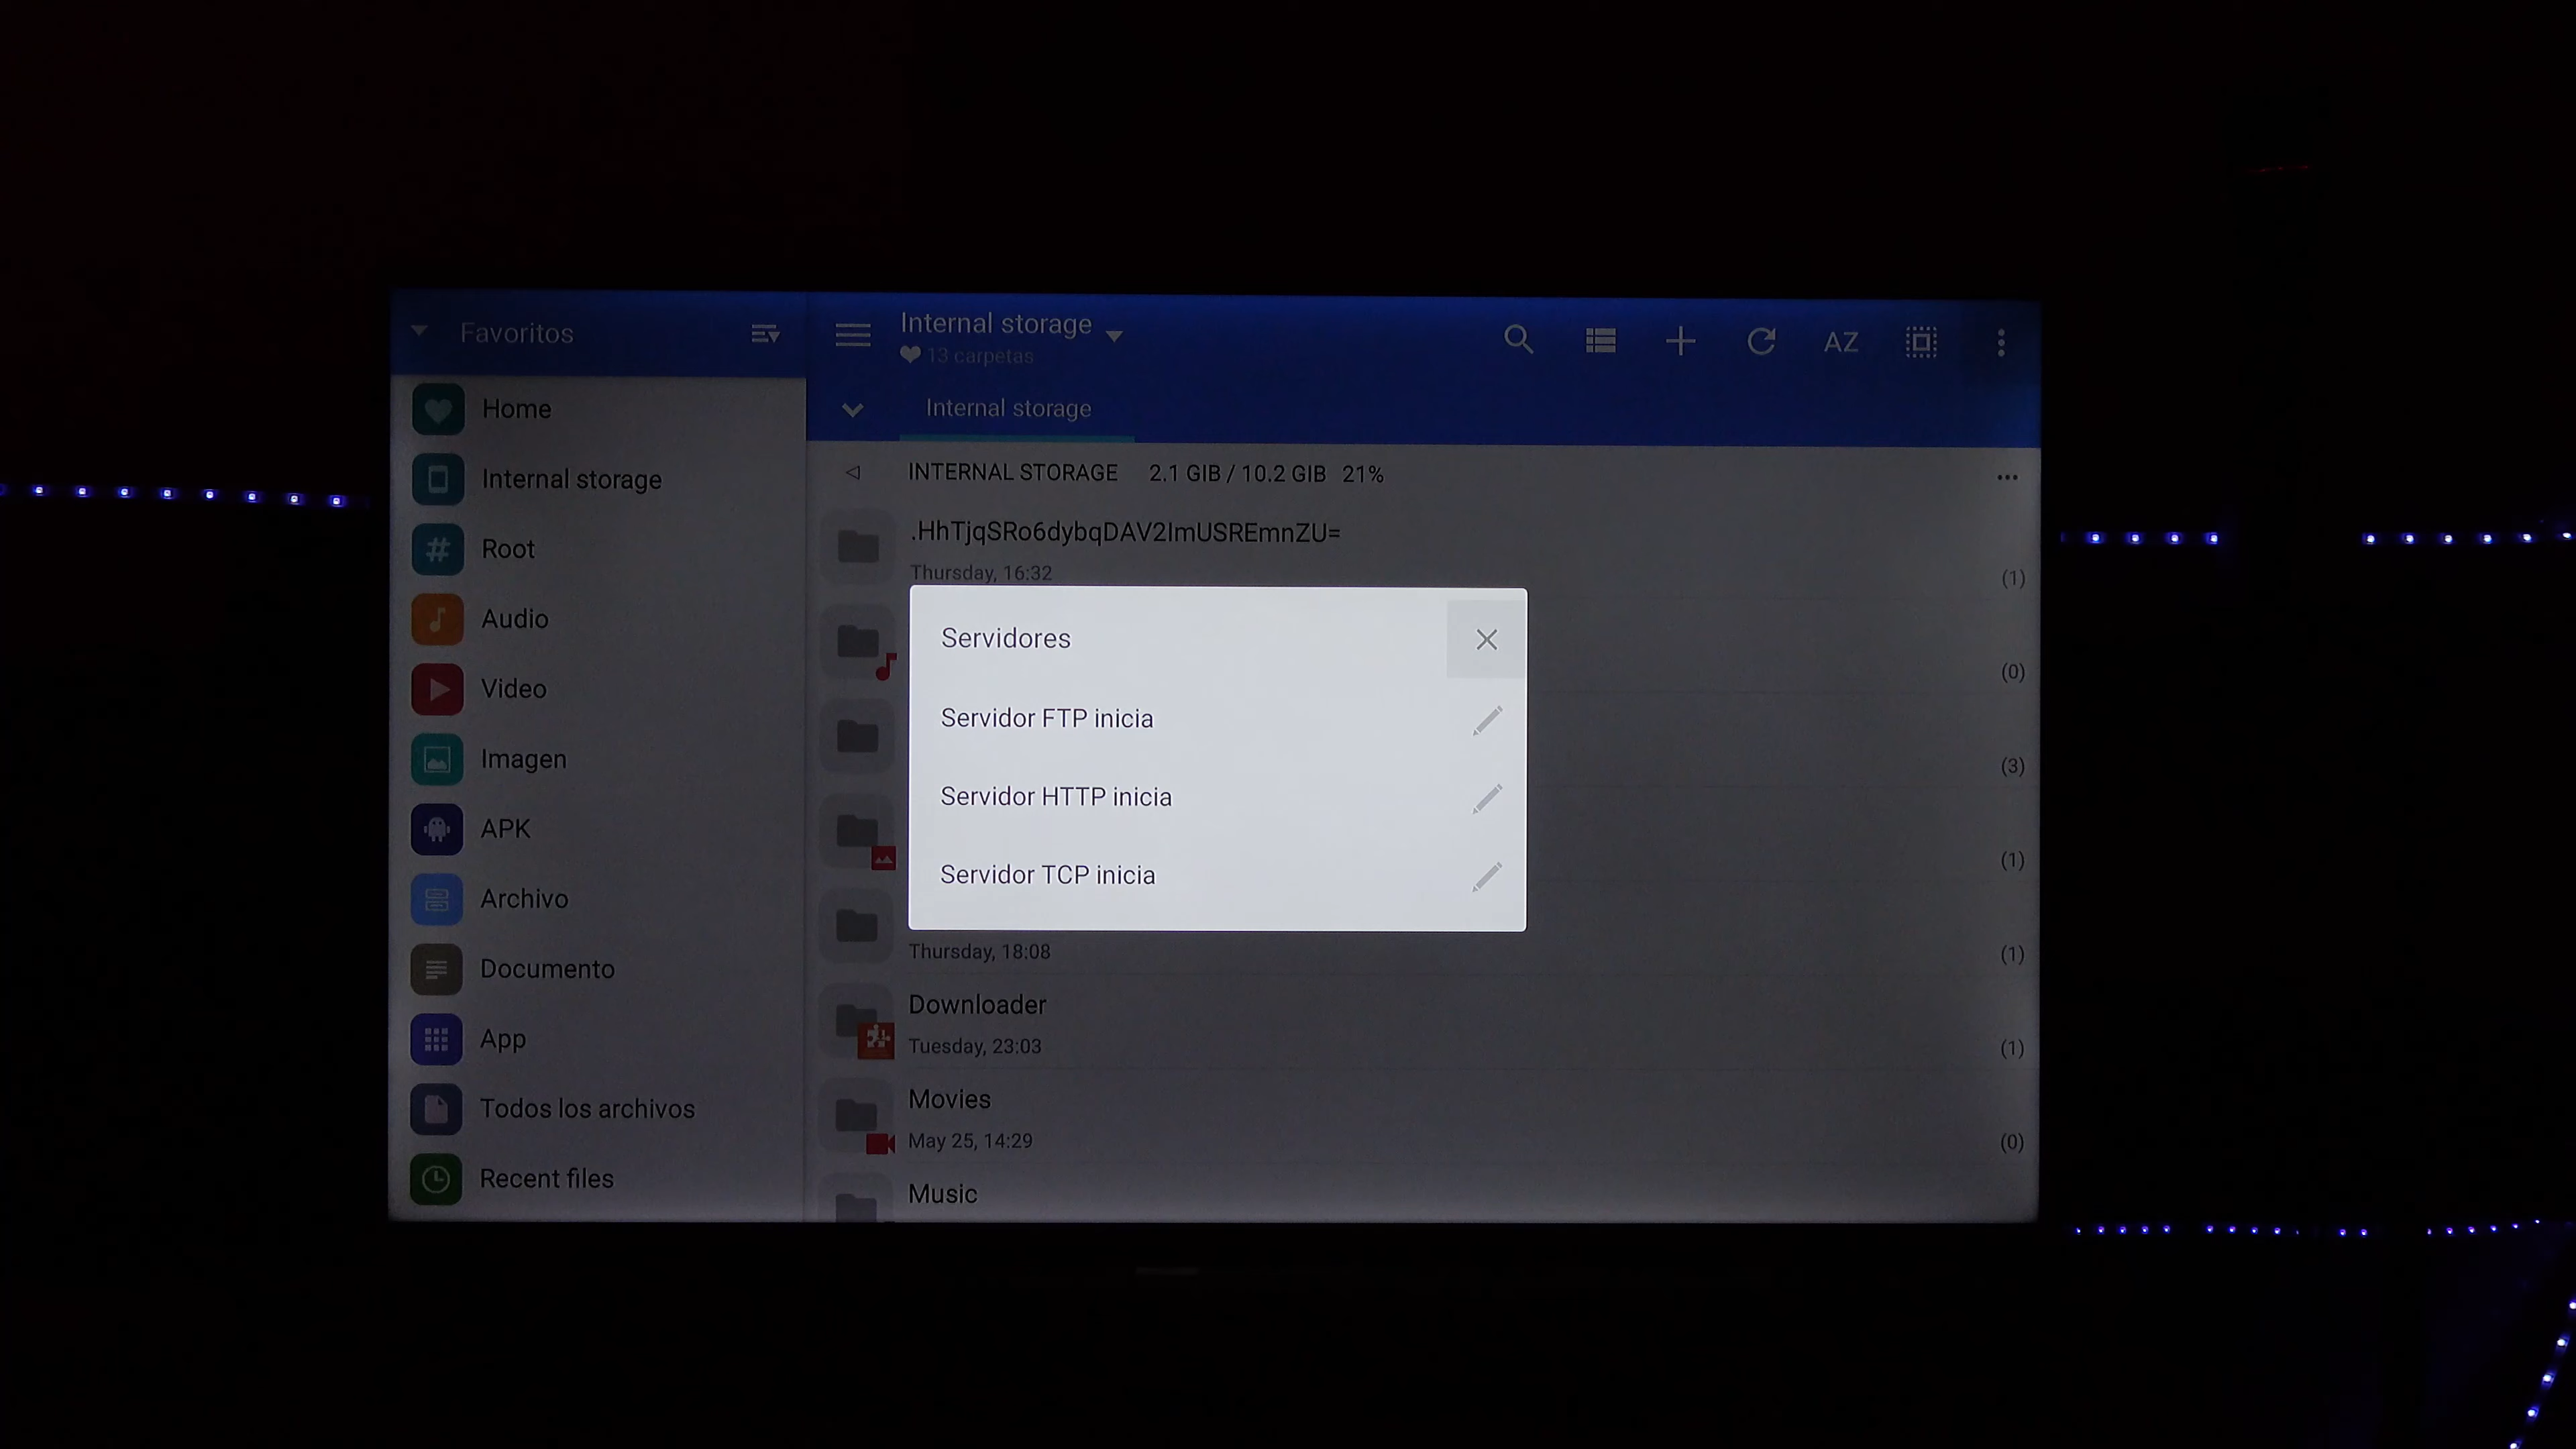 Favoritos
Home
Internal storage
Root
Audio
Video
Imagen
APK
Archivo
Documento
App
Todos los archivos
Recent files
Internal storage
13 carpetas
AZ
Internal storage
INTERNAL STORAGE 2.1 GIB / 10.2 GIB 21%
.HhTjqSRo6dybqDAV2ImUSREmnZU=
Thursday, 16:32
(1)
Servidores
Servidor FTP inicia
Servidor HTTP inicia
Servidor TCP inicia
(0)
(3)
(1)
Thursday, 18:08
(1)
Downloader
Tuesday, 23:03
(1)
Movies
May 25, 14:29
(0)
Music